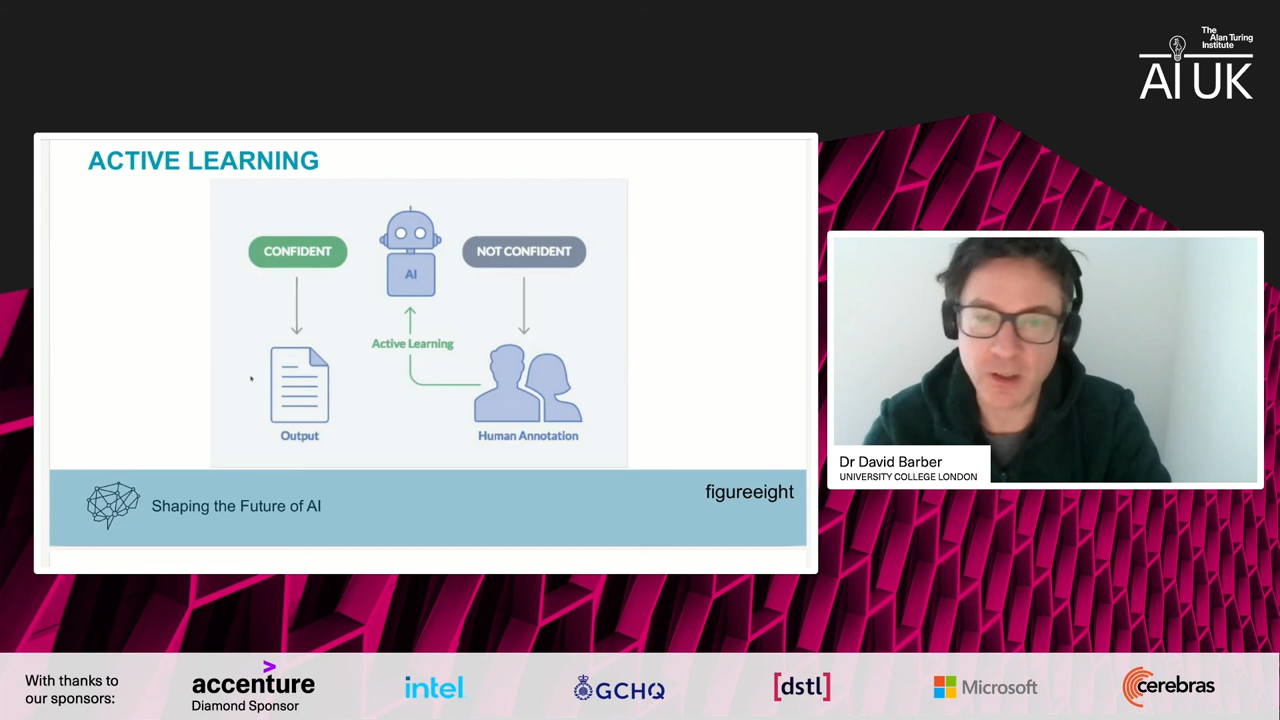 The
Alan Turing
Institute
AI UK
ACTIVE LEARNING
CONFIDENT
NOT CONFIDENT
AI
Active Learning
Output
Human Annotation
Shaping the Future of AI
figureeight
Dr David Barber
UNIVERSITY COLLEGE LONDON
With thanks to
our sponsors:
accenture
Diamond Sponsor
intel
GCHQ
[dstl]
Microsoft
cerebras